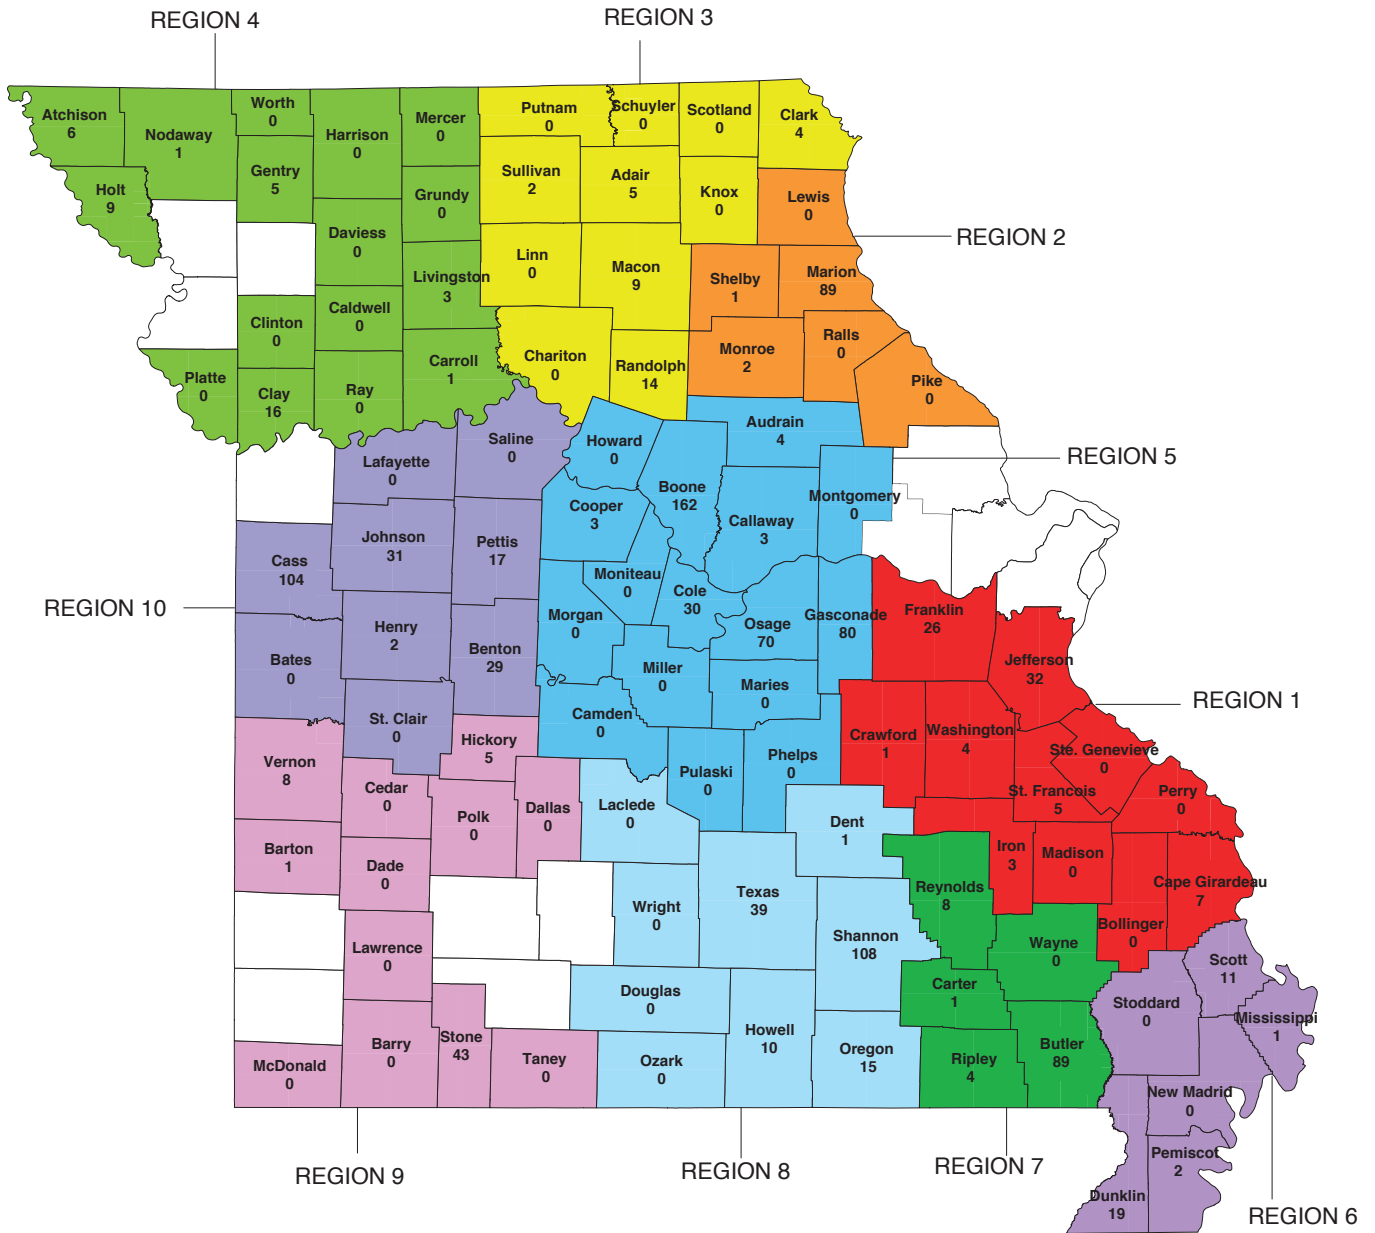 REGION 4
REGION 3
Atchison
6
Nodaway
1
Worth
0
Harrison
0
Mercer
0
Putnam
0
Schuyler
0
Scotland
0
Clark
4
Holt
9
Gentry
5
Grundy
0
Sullivan
2
Adair
5
Knox
0
Lewis
0
REGION 2
Daviess
0
Livingston
3
Linn
0
Macon
9
Shelby
1
Marion
89
Clinton
0
Caldwell
0
Carroll
1
Chariton
0
Randolph
14
Monroe
2
Ralls
0
Pike
0
Platte
0
Clay
16
Ray
0
Lafayette
0
Saline
0
Howard
0
Boone
162
Audrain
4
REGION 5
Cass
104
Johnson
31
Pettis
17
Cooper
3
Callaway
3
Montgomery
0
REGION 10
Bates
0
Henry
2
Benton
29
Morgan
0
Moniteau
0
Cole
30
Osage
70
Gasconade
80
Franklin
26
Jefferson
32
St. Clair
0
Miller
0
Maries
0
REGION 1
Vernon
8
Hickory
5
Camden
0
Pulaski
0
Phelps
0
Crawford
1
Washington
4
Ste. Genevieve
0
St. Francois
5
Perry
0
Cedar
0
Polk
0
Dallas
0
Laclede
0
Dent
1
Barton
1
Dade
0
Iron
3
Madison
0
Cape Girardeau
7
Wright
0
Texas
39
Reynolds
8
Bollinger
0
Lawrence
0
Shannon
108
Wayne
0
Scott
11
Douglas
0
Carter
1
Stoddard
0
Mississippi
1
McDonald
0
Barry
0
Stone
43
Taney
0
Ozark
0
Howell
10
Oregon
15
Ripley
4
Butler
89
New Madrid
0
Pemiscot
2
Dunklin
19
REGION 9
REGION 8
REGION 7
REGION 6